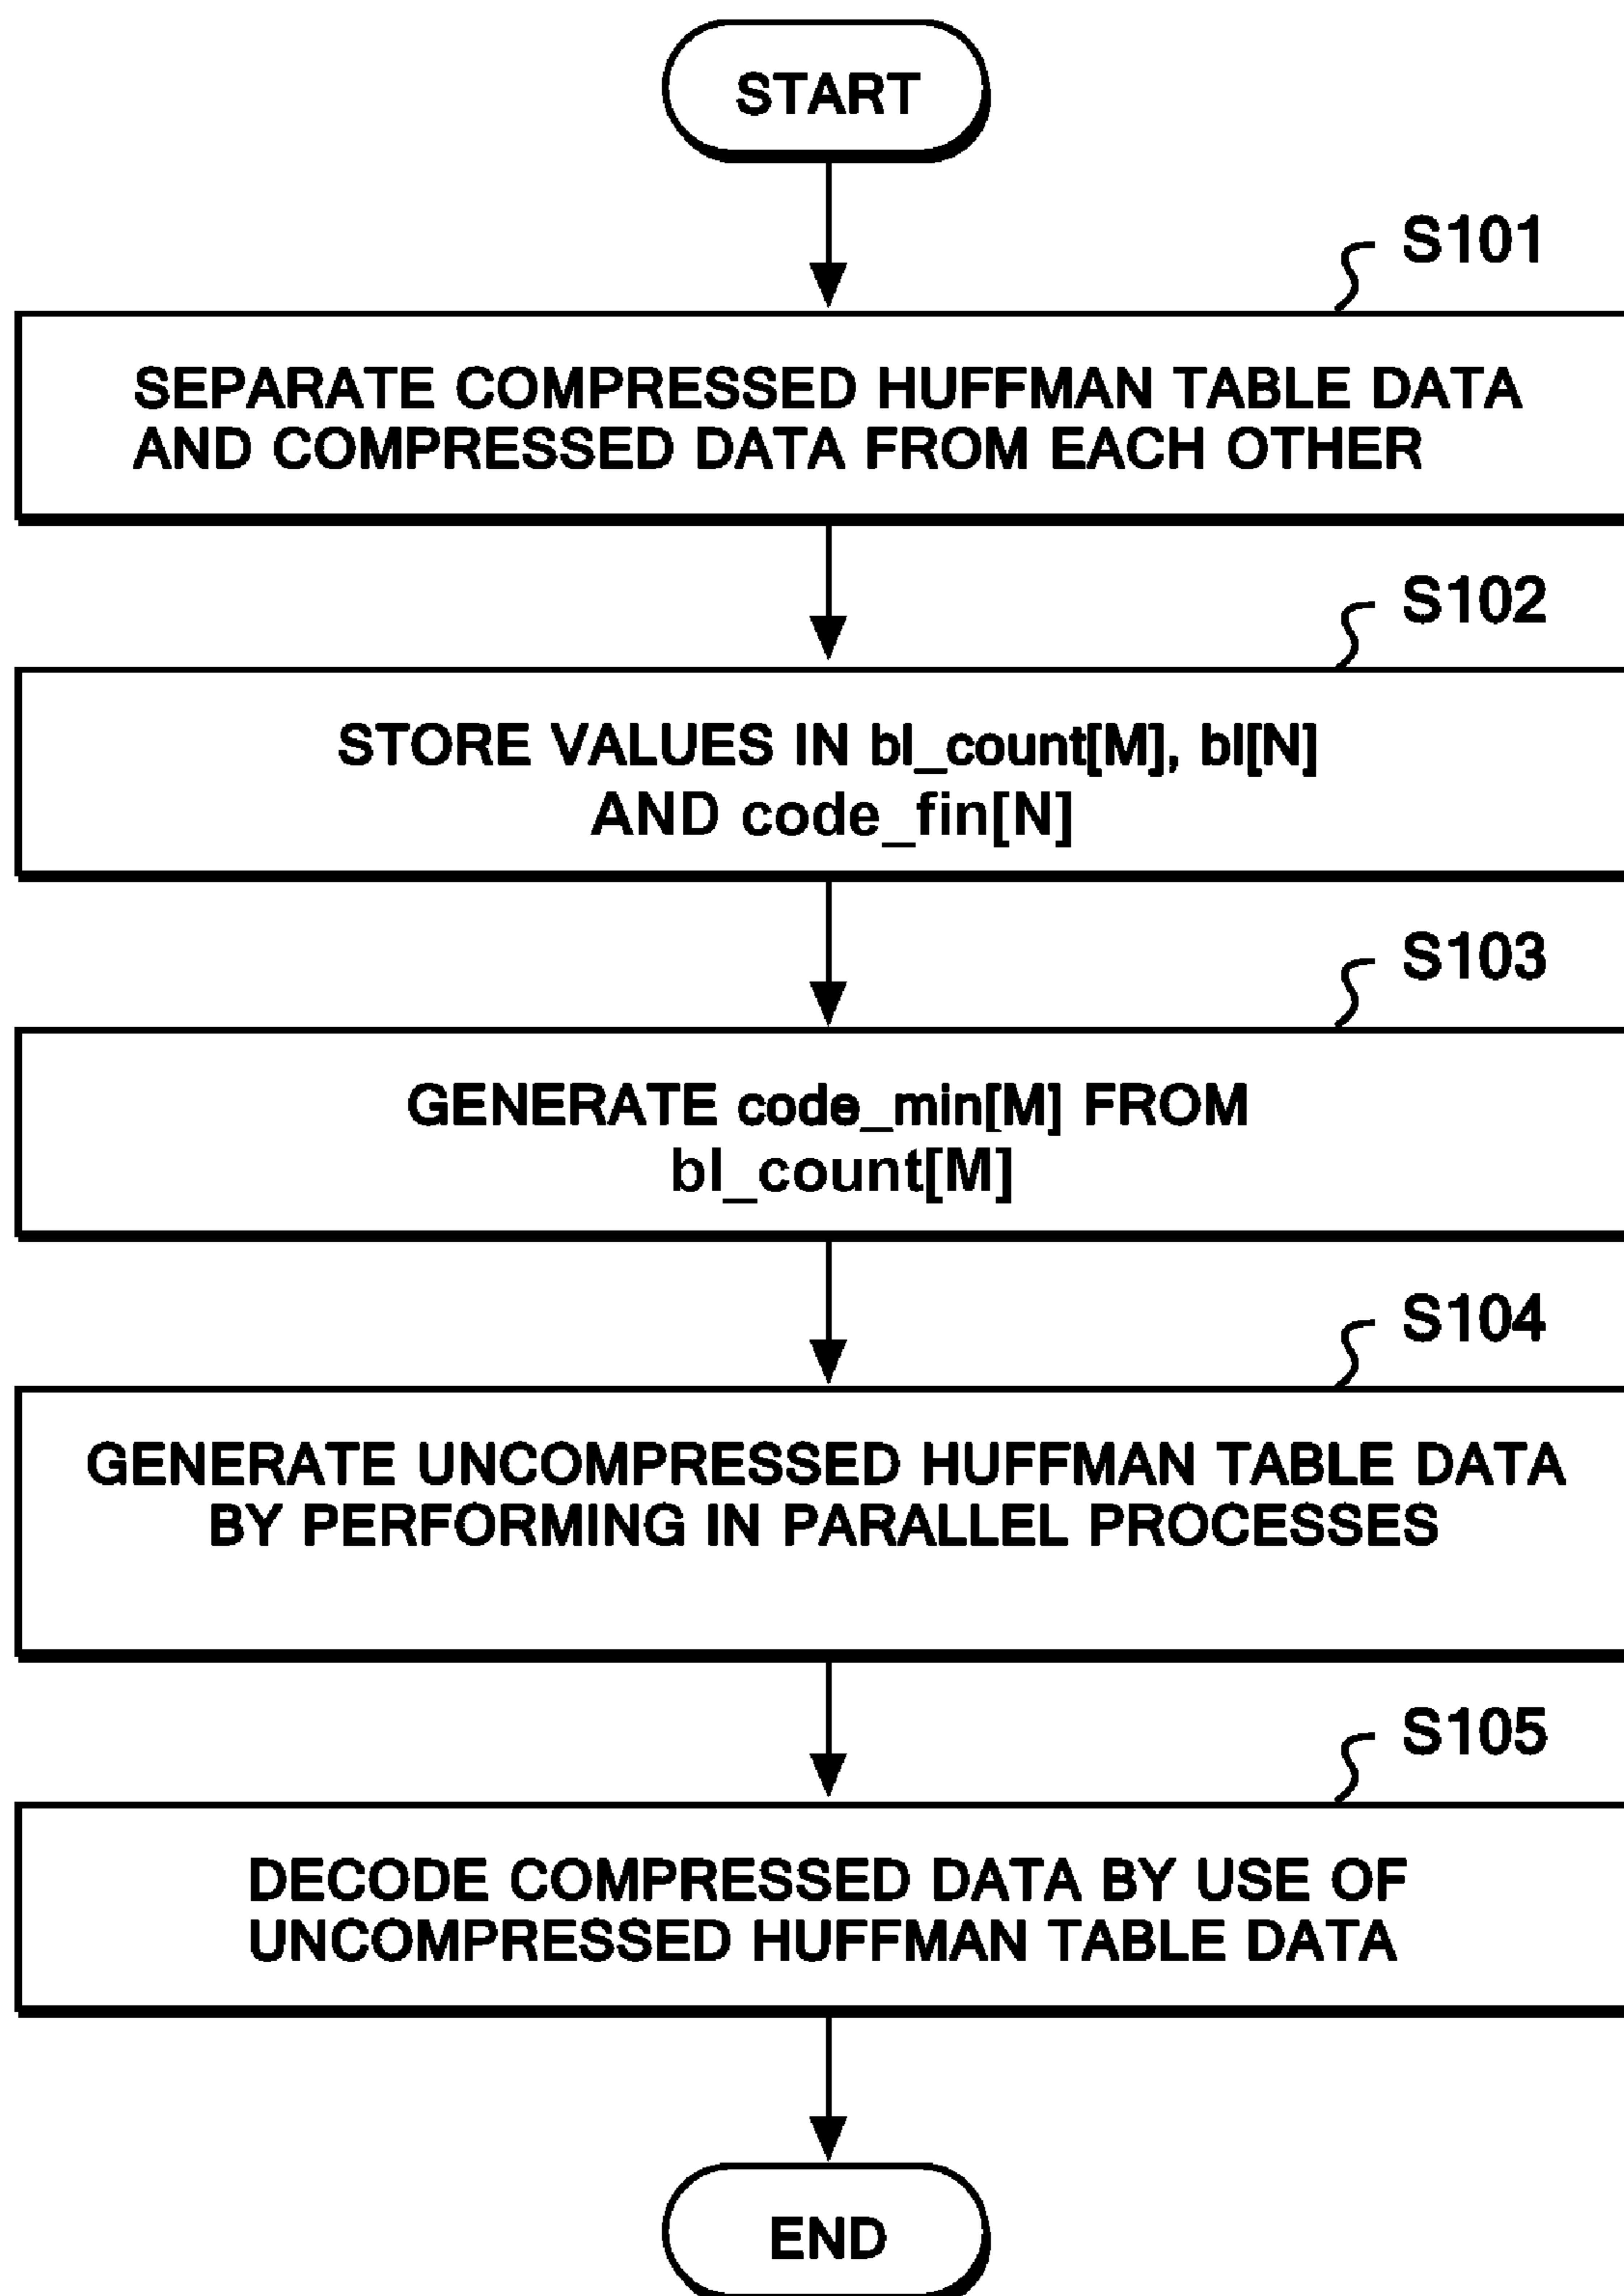 START
S101
SEPARATE COMPRESSED HUFFMAN TABLE DATA
AND COMPRESSED DATA FROM EACH OTHER
S102
STORE VALUES IN bl_count[M], bl[N]
AND code_fin[N]
S103
GENERATE code_min[M] FROM
bl_count[M]
S104
GENERATE UNCOMPRESSED HUFFMAN TABLE DATA
BY PERFORMING IN PARALLEL PROCESSES
S105
DECODE COMPRESSED DATA BY USE OF
UNCOMPRESSED HUFFMAN TABLE DATA
END